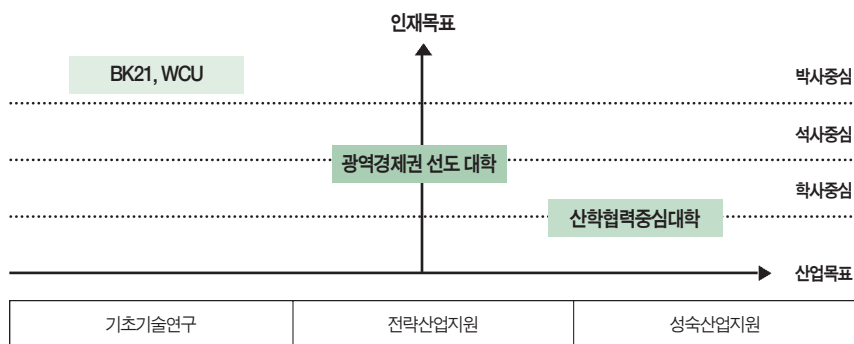 인재목표
BK21, WCU
박사중심
석사중심
광역경제권 선도 대학
학사중심
산학협력중심대학
산업목표
기초기술연구
전략산업지원
성숙산업지원